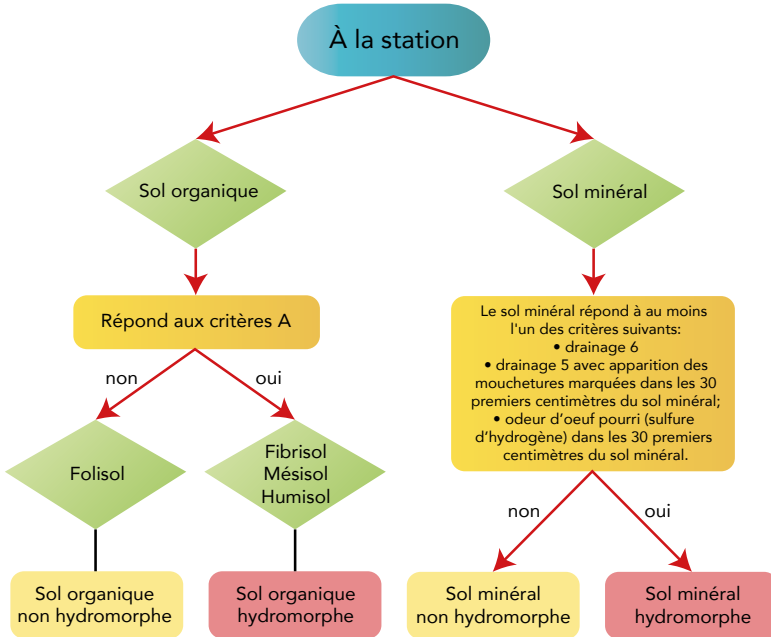 À la station
Sol organique
Sol minéral
Répond aux critères A
Le sol minéral répond à au moins
l'un des critères suivants:
• drainage 6
• drainage 5 avec apparition des
mouchetures marquées dans les 30
premiers centimètres du sol minéral;
• odeur d'oeuf pourri (sulfure
d'hydrogène) dans les 30 premiers
centimètres du sol minéral.
non
oui
Folisol
Fibrisol
Mésisol
Humisol
non
oui
Sol organique
non hydromorphe
Sol organique
hydromorphe
Sol minéral
non hydromorphe
Sol minéral
hydromorphe